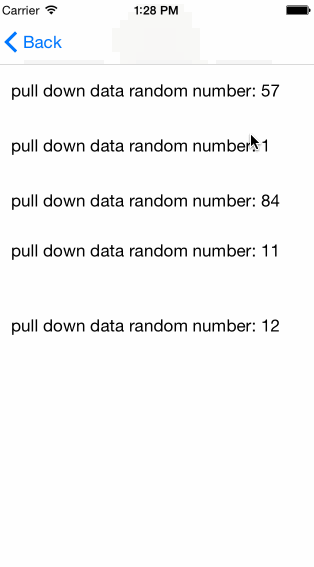 Carrier 1:28 PM
Back
pull down data random number: 57
pull down data random number: 1
pull down data random number: 84
pull down data random number: 11
pull down data random number: 12